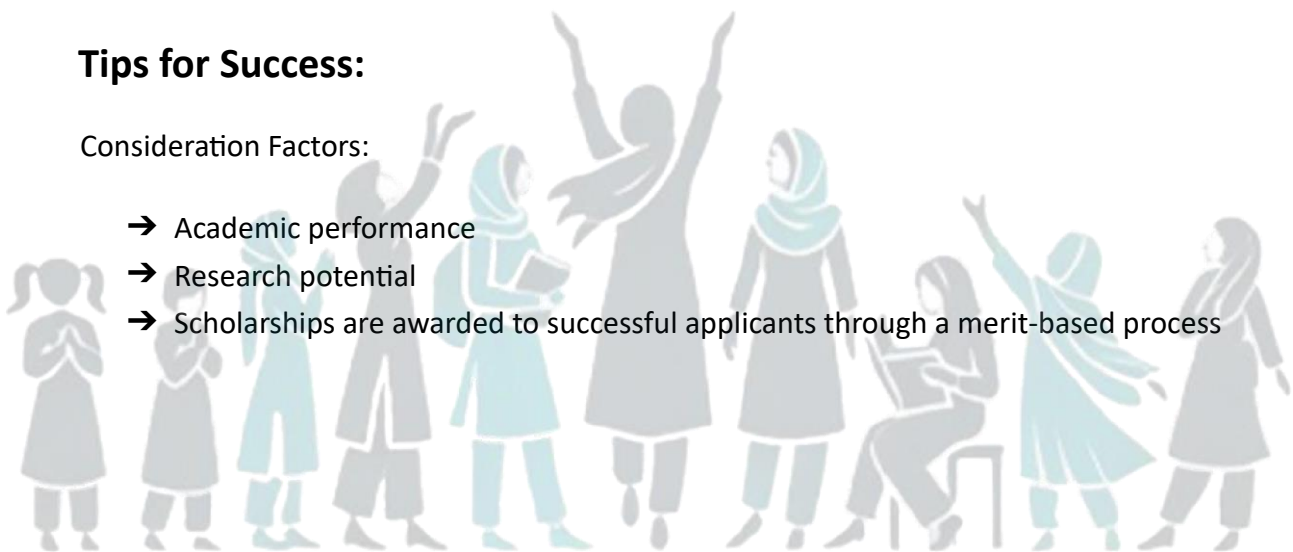 Tips for Success:
Consideration Factors:
➔ Academic performance
➔ Research potential
➔ Scholarships are awarded to successful applicants through a merit-based process